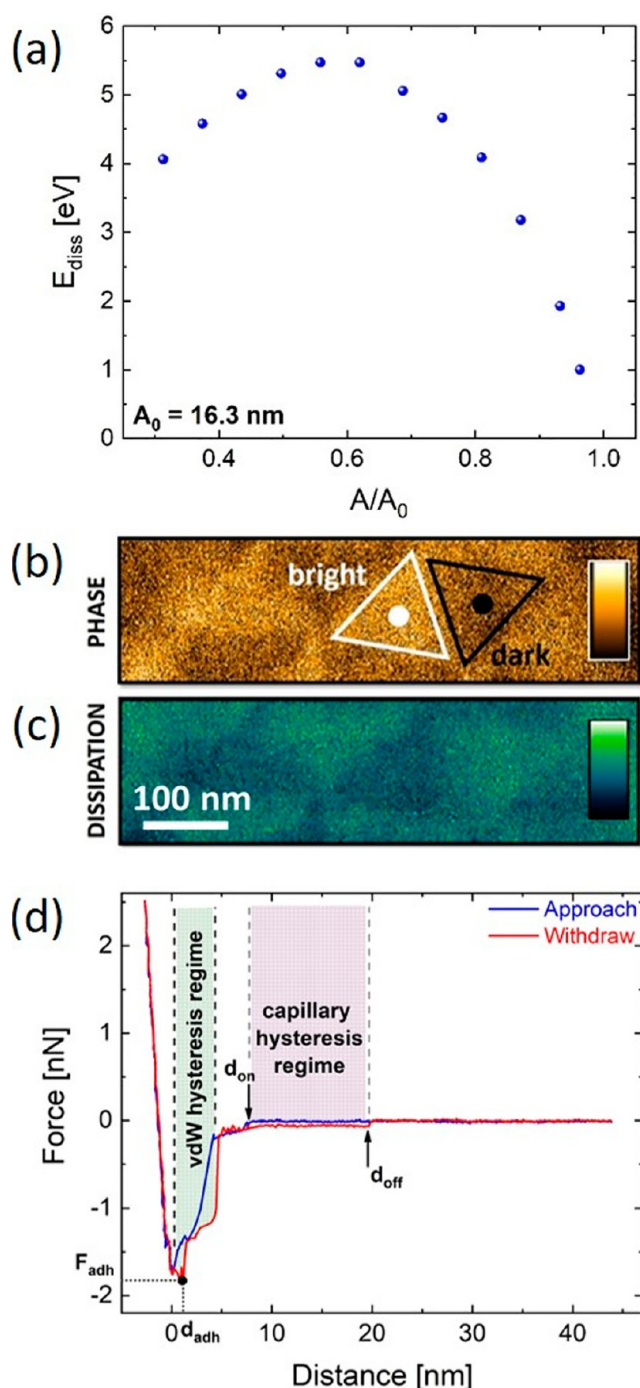 (a)
6
5
4
3
2
1
0
E_diss [eV]
A₀ = 16.3 nm
0.4 0.6 0.8 1.0
A/A₀
(b)
PHASE
bright
dark
(c)
DISSIPATION
100 nm
(d)
Approach
Withdraw
vdW hysteresis regime
capillary
hysteresis
regime
d_on
d_off
2
1
0
-1
-2
Force [nN]
F_adh
d_adh
0 10 20 30 40
Distance [nm]